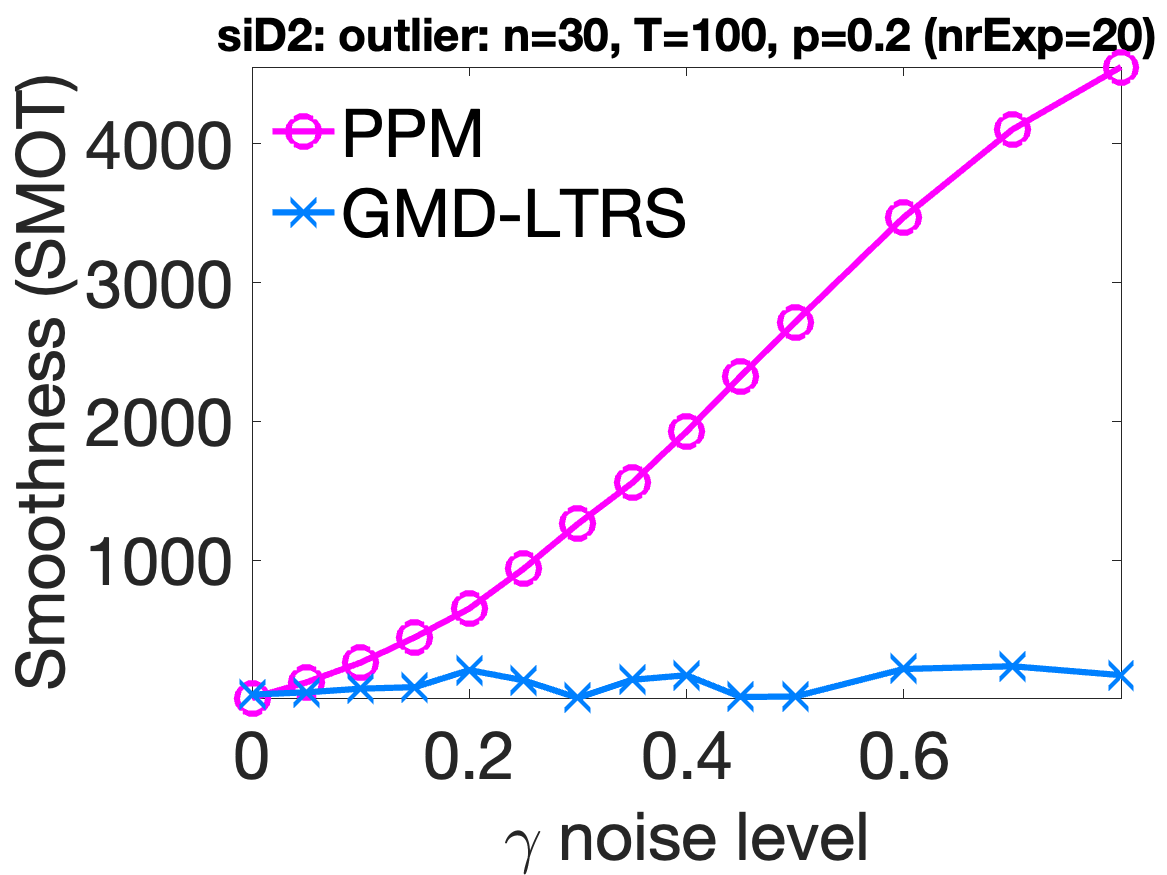 siD2: outlier: n=30, T=100, p=0.2 (nrExp=20)
PPM
GMD-LTRS
Smoothness (SMOT)
4000
3000
2000
1000
0 0.2 0.4 0.6
γ noise level